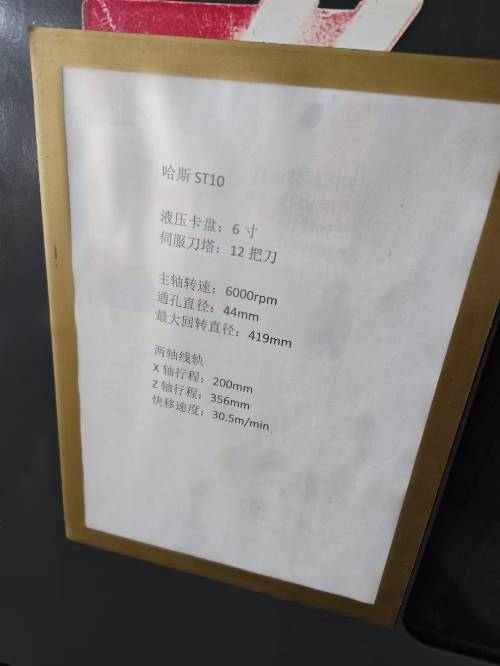 哈斯 ST10
液压卡盘：6 寸
伺服刀塔：12 把刀
主轴转速：6000rpm
通孔直径：44mm
最大回转直径：419mm
两轴线轨
X 轴行程：200mm
Z 轴行程：356mm
快移速度：30.5m/min